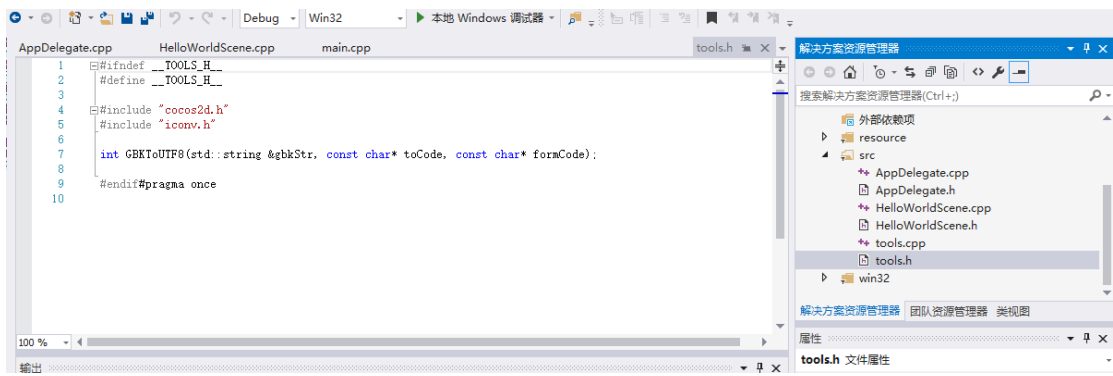 Debug Win32 本地 Windows 调试器
AppDelegate.cpp HelloWorldScene.cpp main.cpp tools.h
1 #ifndef __TOOLS_H__
2 #define __TOOLS_H__
3
4 #include "cocos2d.h"
5 #include "iconv.h"
6
7 int GBKToUTF8(std::string &gbkStr, const char* toCode, const char* formCode);
8
9 #endif#pragma once
10
100 %
输出
解决方案资源管理器
搜索解决方案资源管理器(Ctrl+;)
外部依赖项
resource
src
AppDelegate.cpp
AppDelegate.h
HelloWorldScene.cpp
HelloWorldScene.h
tools.cpp
tools.h
win32
解决方案资源管理器 团队资源管理器 类视图
属性
tools.h 文件属性